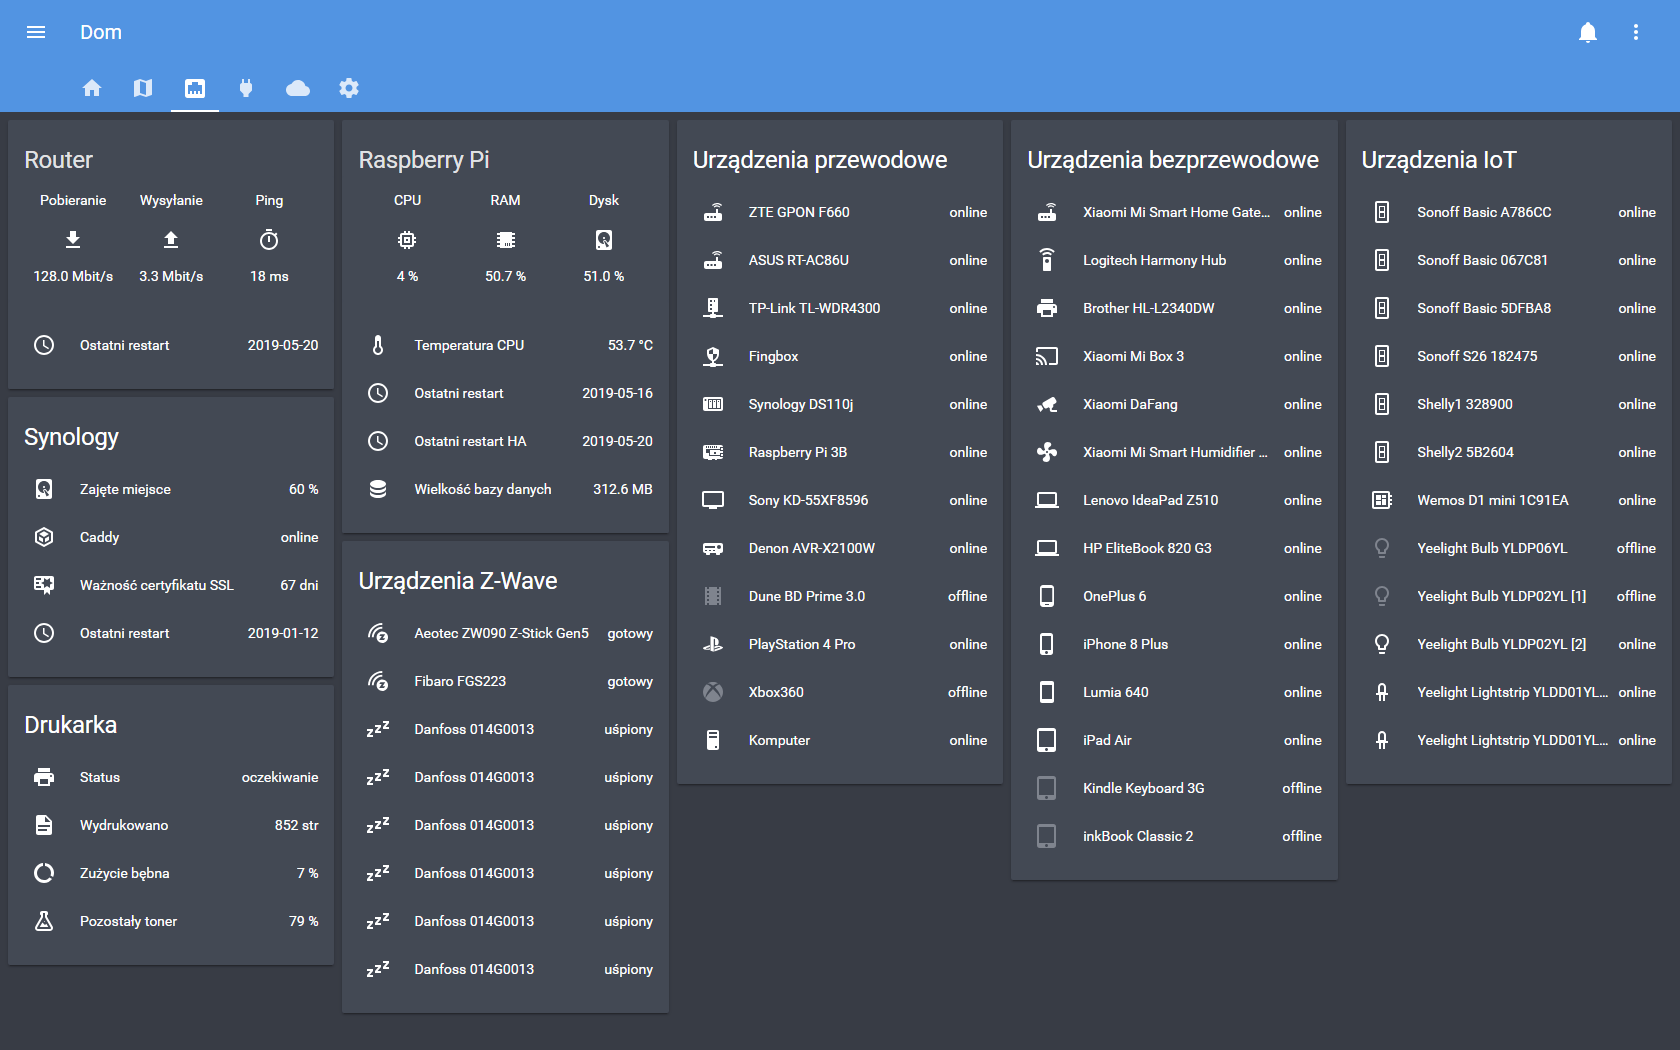 Dom
Router
Pobieranie Wysyłanie Ping
128.0 Mbit/s 3.3 Mbit/s 18 ms
Ostatni restart 2019-05-20
Synology
Zajęte miejsce 60 %
Caddy online
Ważność certyfikatu SSL 67 dni
Ostatni restart 2019-01-12
Drukarka
Status oczekiwanie
Wydrukowano 852 str
Zużycie bębna 7 %
Pozostały toner 79 %
Raspberry Pi
CPU RAM Dysk
4 % 50.7 % 51.0 %
Temperatura CPU 53.7 °C
Ostatni restart 2019-05-16
Ostatni restart HA 2019-05-20
Wielkość bazy danych 312.6 MB
Urządzenia Z-Wave
Aeotec ZW090 Z-Stick Gen5 gotowy
Fibaro FGS223 gotowy
Danfoss 014G0013 uśpiony
Danfoss 014G0013 uśpiony
Danfoss 014G0013 uśpiony
Danfoss 014G0013 uśpiony
Danfoss 014G0013 uśpiony
Danfoss 014G0013 uśpiony
Urządzenia przewodowe
ZTE GPON F660 online
ASUS RT-AC86U online
TP-Link TL-WDR4300 online
Fingbox online
Synology DS110j online
Raspberry Pi 3B online
Sony KD-55XF8596 online
Denon AVR-X2100W online
Dune BD Prime 3.0 offline
PlayStation 4 Pro online
Xbox360 offline
Komputer online
Urządzenia bezprzewodowe
Xiaomi Mi Smart Home Gate... online
Logitech Harmony Hub online
Brother HL-L2340DW online
Xiaomi Mi Box 3 online
Xiaomi DaFang online
Xiaomi Mi Smart Humidifier ... online
Lenovo IdeaPad Z510 online
HP EliteBook 820 G3 online
OnePlus 6 online
iPhone 8 Plus online
Lumia 640 online
iPad Air online
Kindle Keyboard 3G offline
inkBook Classic 2 offline
Urządzenia IoT
Sonoff Basic A786CC online
Sonoff Basic 067C81 online
Sonoff Basic 5DFBA8 online
Sonoff S26 182475 online
Shelly1 328900 online
Shelly2 5B2604 online
Wemos D1 mini 1C91EA online
Yeelight Bulb YLDP06YL offline
Yeelight Bulb YLDP02YL [1] offline
Yeelight Bulb YLDP02YL [2] online
Yeelight Lightstrip YLDD01YL... online
Yeelight Lightstrip YLDD01YL... online